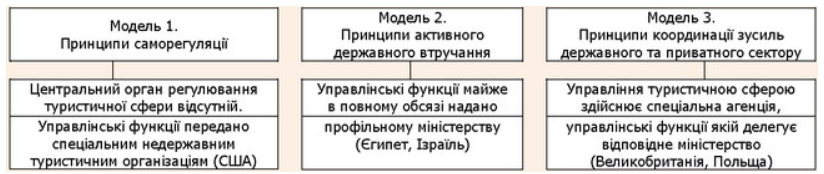 Модель 1.
Принципи саморегуляції
Центральний орган регулювання
туристичної сфери відсутній.
Управлінські функції передано
спеціальним недержавним
туристичним організаціям (США)
Модель 2.
Принципи активного
державного втручання
Управлінські функції майже
в повному обсязі надано
профільному міністерству
(Єгипет, Ізраїль)
Модель 3.
Принципи координації зусиль
державного та приватного сектору
Управління туристичною сферою
здійснює спеціальна агенція,
управлінські функції якій делегує
відповідне міністерство
(Великобританія, Польща)